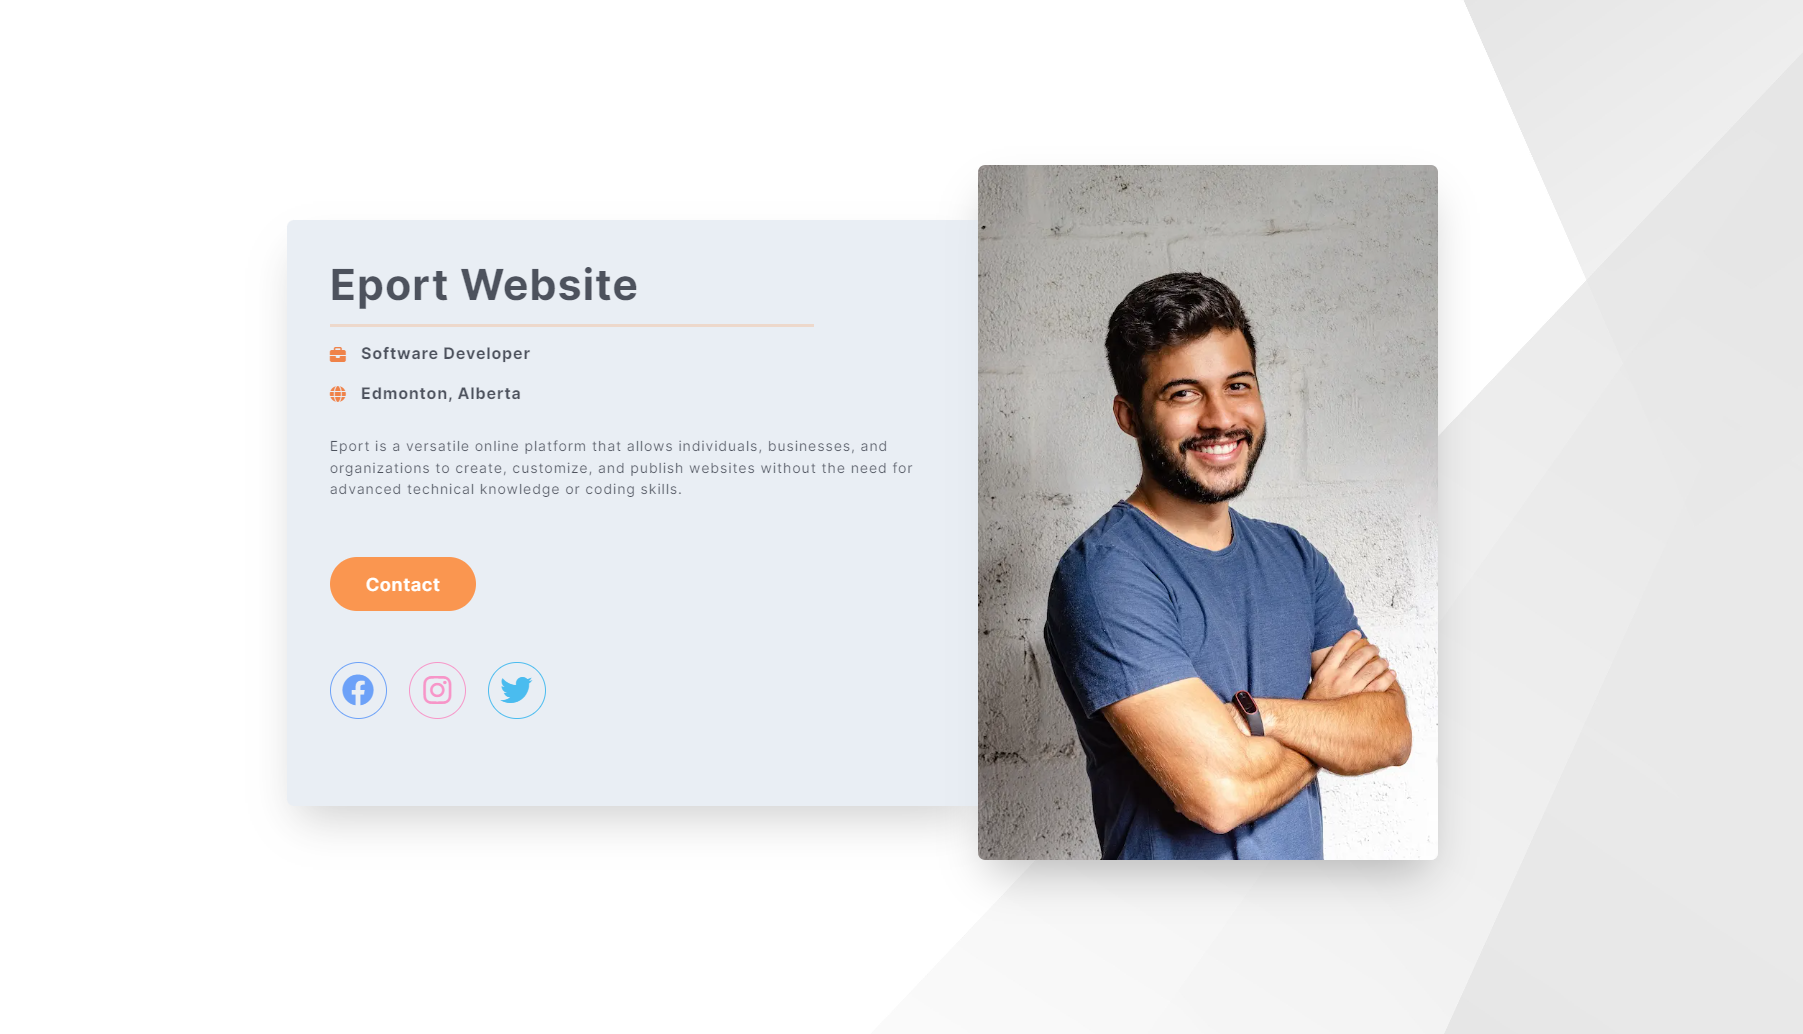 Eport Website
Software Developer
Edmonton, Alberta
Eport is a versatile online platform that allows individuals, businesses, and
organizations to create, customize, and publish websites without the need for
advanced technical knowledge or coding skills.
Contact